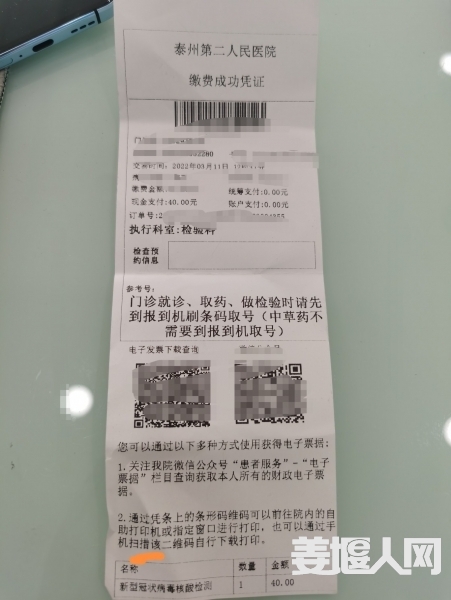 泰州第二人民医院
缴费成功凭证
门
280
交易时间:2022年03月11日
缴费金额:
统筹支付:0.00元
现金支付:40.00元
账户支付:0.00元
订单号:2
执行科室:检验科
检查预
约信息
参考号:
门诊就诊、取药、做检验时请先
到报到机刷条码取号(中草药不
需要到报到机取号)
电子发票下载查询
您可以通过以下多种方式使用获得电子票据:
1.关注我院微信公众号“患者服务”-“电子
票据”栏目查询获取本人所有的财政电子票
据。
2.通过凭条上的条形码维码可以前往院内的自
助打印机或指定窗口进行打印,也可以通过手
机扫描该二维码自行下载打印。
名称 数量 金额
新型冠状病毒核酸检测 1 40.00
姜堰人网